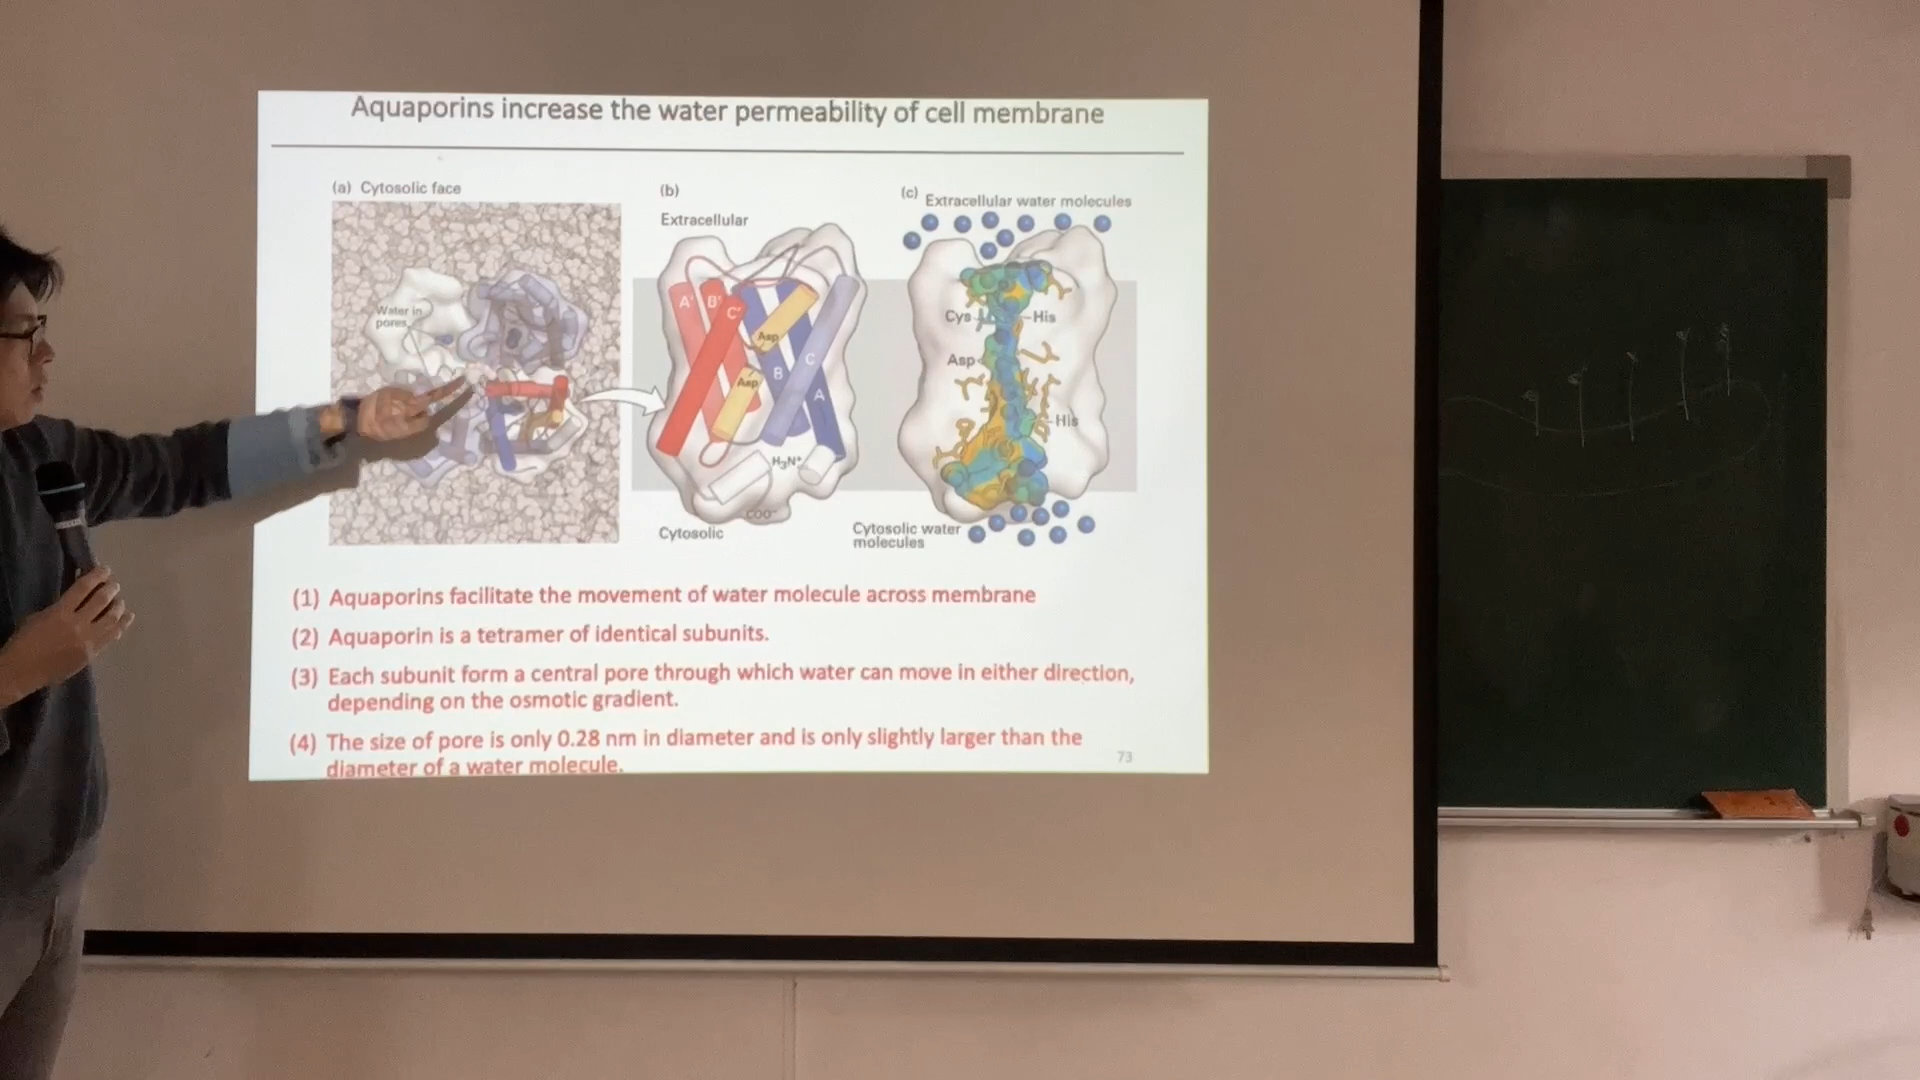 Aquaporins increase the water permeability of cell membrane
(a) Cytosolic face
Water in
pores
(b)
Extracellular
A' B' C'
Asp
Asp
B
C
A
H₃N⁺
COO⁻
Cytosolic
(c) Extracellular water molecules
Cys
His
Asp
His
Cytosolic water
molecules
(1) Aquaporins facilitate the movement of water molecule across membrane
(2) Aquaporin is a tetramer of identical subunits.
(3) Each subunit form a central pore through which water can move in either direction,
depending on the osmotic gradient.
(4) The size of pore is only 0.28 nm in diameter and is only slightly larger than the
diameter of a water molecule.
73